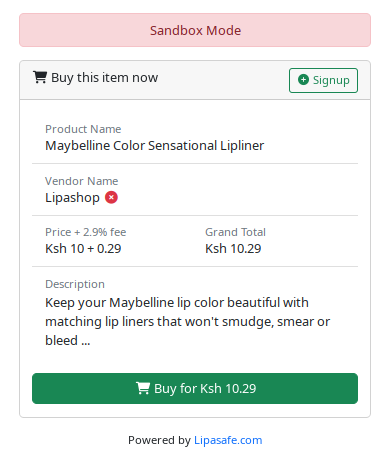 Sandbox Mode
Buy this item now
Signup
Product Name
Maybelline Color Sensational Lipliner
Vendor Name
Lipashop
Price + 2.9% fee
Grand Total
Ksh 10 + 0.29
Ksh 10.29
Description
Keep your Maybelline lip color beautiful with
matching lip liners that won't smudge, smear or
bleed ...
Buy for Ksh 10.29
Powered by Lipasafe.com